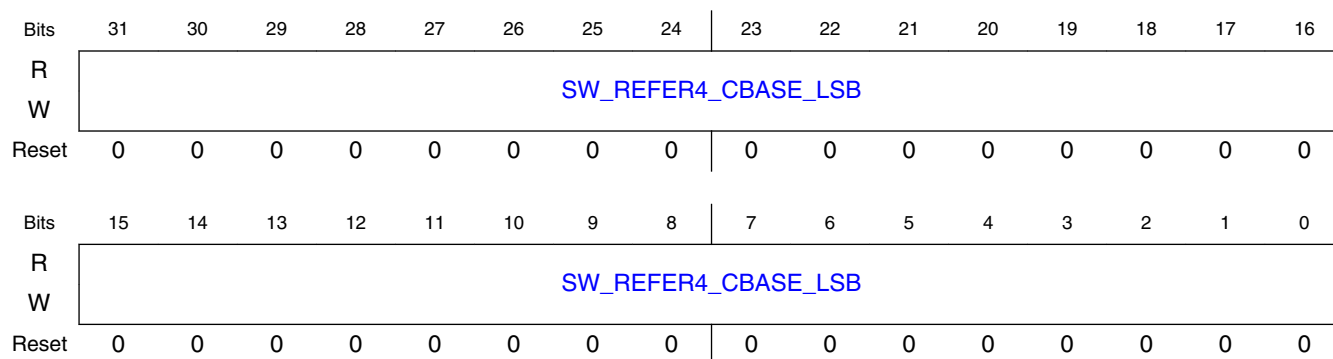 Bits 31 30 29 28 27 26 25 24 23 22 21 20 19 18 17 16
R
SW_REFER4_CBASE_LSB
W
Reset 0 0 0 0 0 0 0 0 0 0 0 0 0 0 0 0
Bits 15 14 13 12 11 10 9 8 7 6 5 4 3 2 1 0
R
SW_REFER4_CBASE_LSB
W
Reset 0 0 0 0 0 0 0 0 0 0 0 0 0 0 0 0